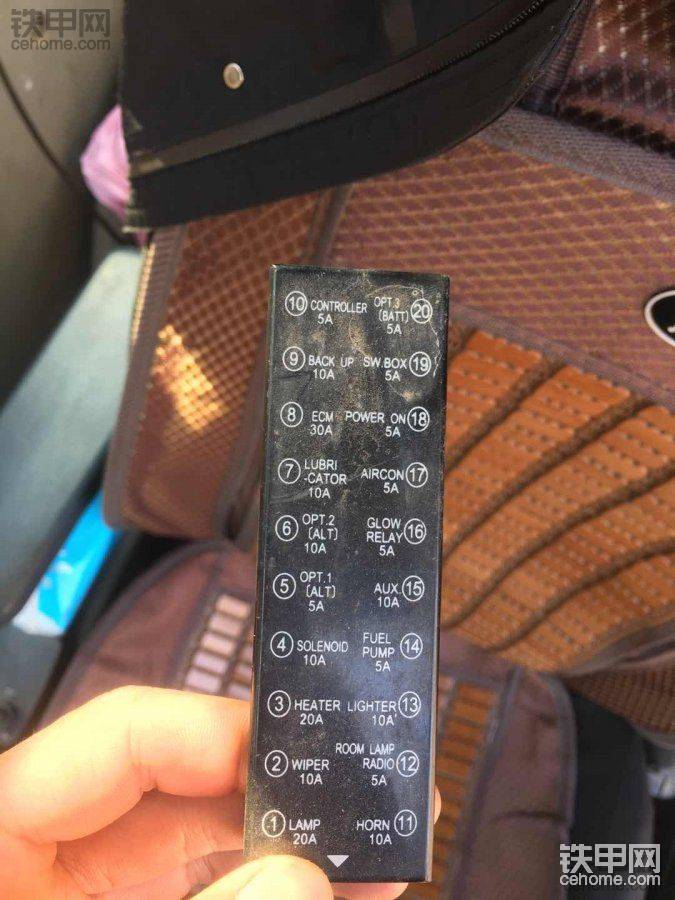 铁甲网
cehome.com
⑩ CONTROLLER
5A
OPT.3
(BATT) ⑳
5A
⑨ BACK UP
10A
SW.BOX ⑲
5A
⑧ ECM
30A
POWER ON ⑱
5A
⑦ LUBRI
-CATOR
10A
AIRCON ⑰
5A
⑥ OPT.2
(ALT)
10A
GLOW
RELAY ⑯
5A
⑤ OPT.1
(ALT)
5A
AUX. ⑮
10A
④ SOLENOID
10A
FUEL
PUMP ⑭
5A
③ HEATER
20A
LIGHTER ⑬
10A
② WIPER
10A
ROOM LAMP
RADIO ⑫
5A
① LAMP
20A
HORN ⑪
10A
铁甲网
cehome.com